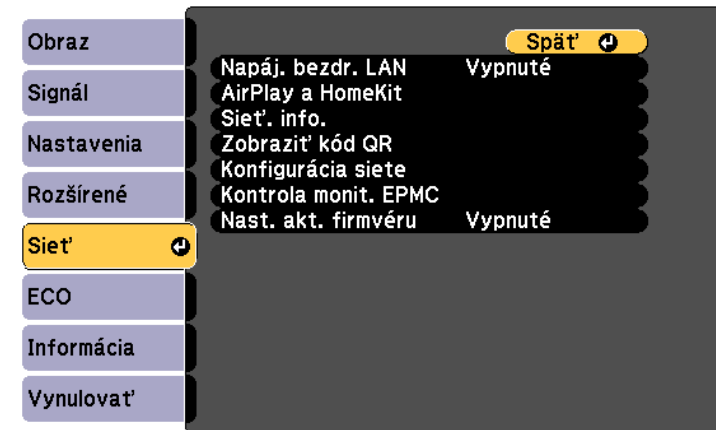 Obraz
Signál
Nastavenia
Rozšírené
Sieť
ECO
Informácia
Vynulovať
Späť
Napáj. bezdr. LAN Vypnuté
AirPlay a HomeKit
Sieť. info.
Zobraziť kód QR
Konfigurácia siete
Kontrola monit. EPMC
Nast. akt. firmvéru Vypnuté